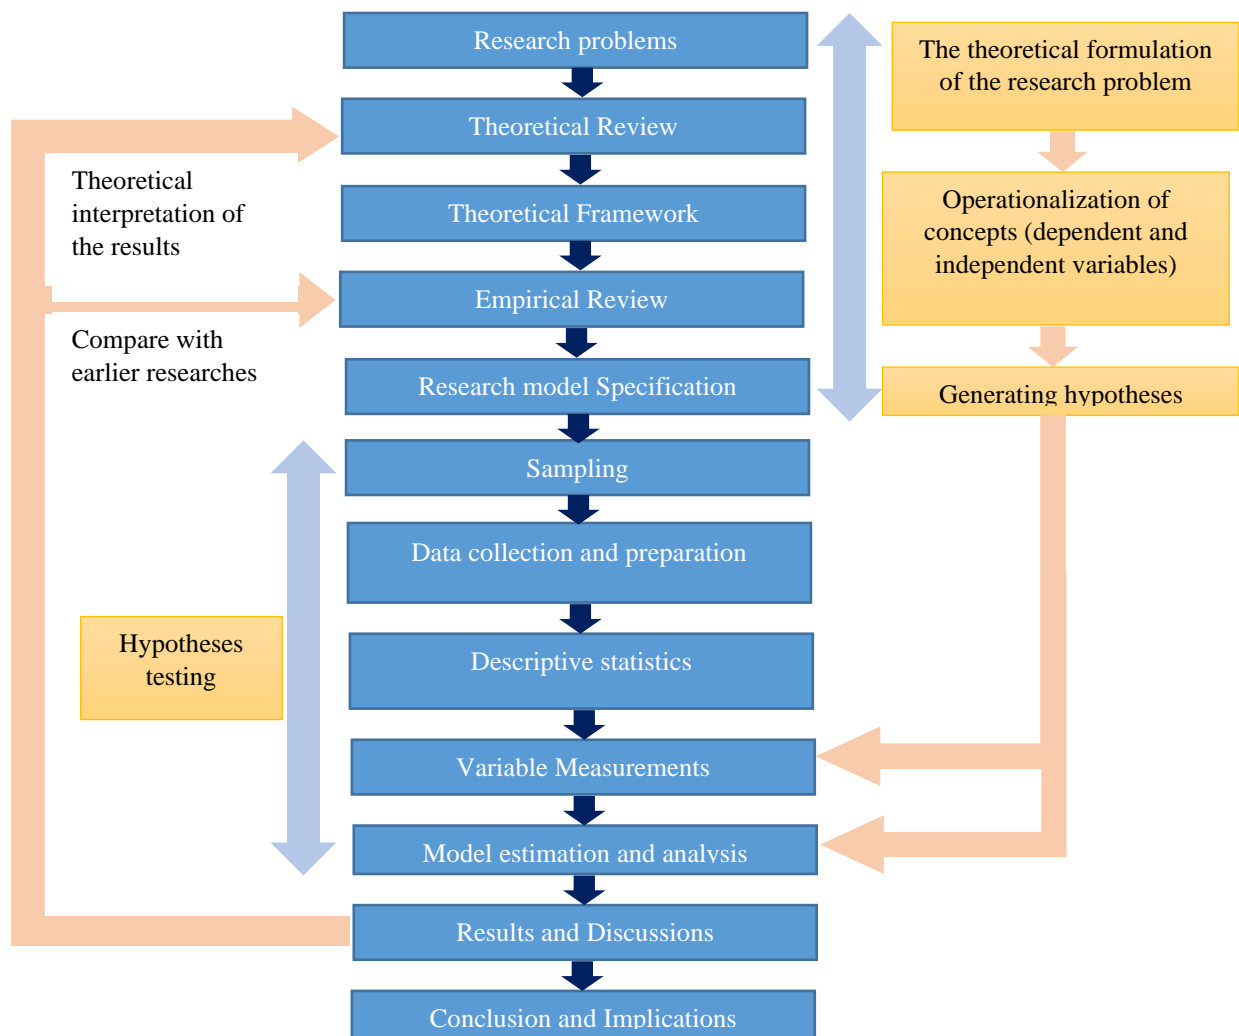 Research problems
Theoretical Review
Theoretical Framework
Empirical Review
Research model Specification
Sampling
Data collection and preparation
Descriptive statistics
Variable Measurements
Model estimation and analysis
Results and Discussions
Conclusion and Implications
Theoretical
interpretation of
the results
Compare with
earlier researches
Hypotheses
testing
The theoretical formulation
of the research problem
Operationalization of
concepts (dependent and
independent variables)
Generating hypotheses